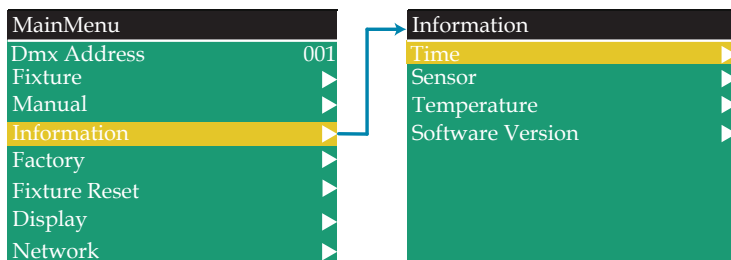 MainMenu
Dmx Address 001
Fixture
Manual
Information
Factory
Fixture Reset
Display
Network
Information
Time
Sensor
Temperature
Software Version